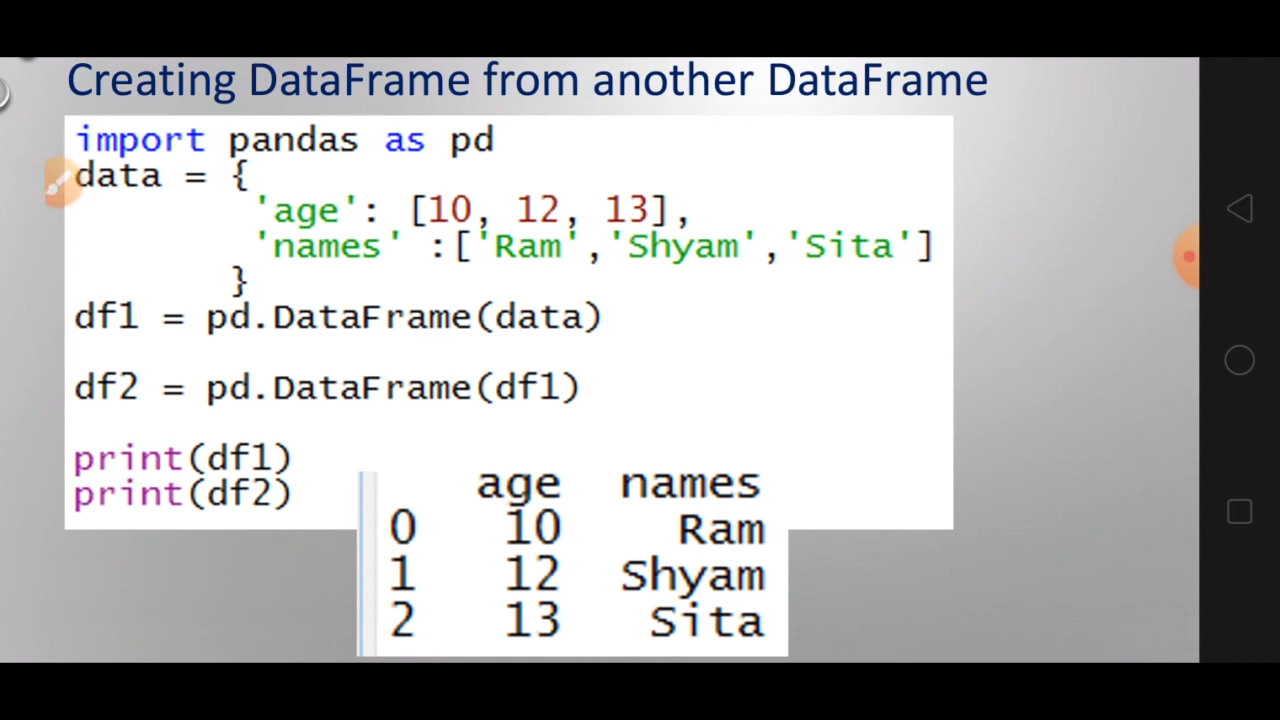 Creating DataFrame from another DataFrame
import pandas as pd
data = {
'age': [10, 12, 13],
'names' :['Ram','Shyam','Sita']
}
df1 = pd.DataFrame(data)
df2 = pd.DataFrame(df1)
print(df1)
print(df2)
age names
0 10 Ram
1 12 Shyam
2 13 Sita